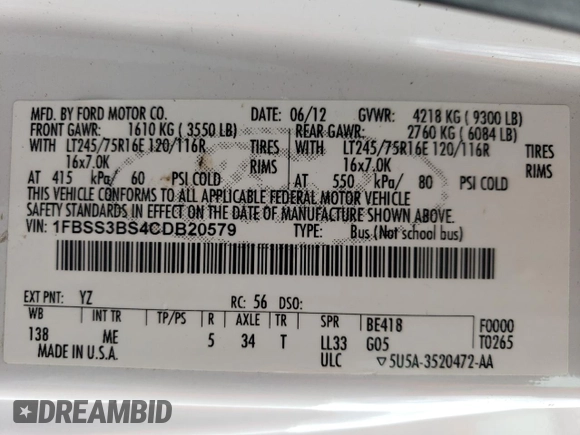 MFD. BY FORD MOTOR CO.   DATE: 06/12   GVWR: 4218 KG ( 9300 LB)
FRONT GAWR: 1610 KG ( 3550 LB)   REAR GAWR: 2760 KG ( 6084 LB)
WITH LT245/75R16E 120/116R TIRES   WITH LT245/75R16E 120/116R TIRES
16x7.0K RIMS   16x7.0K RIMS
AT 415 kPa/ 60 PSI COLD   AT 550 kPa/ 80 PSI COLD
THIS VEHICLE CONFORMS TO ALL APPLICABLE FEDERAL MOTOR VEHICLE
SAFETY STANDARDS IN EFFECT ON THE DATE OF MANUFACTURE SHOWN ABOVE.
VIN: 1FBSS3BS4CDB20579   TYPE: Bus (Not school bus)
EXT PNT: YZ   RC: 56 DSO:
WB INT TR TP/PS R AXLE TR SPR BE418 F0000
138 ME 5 34 T LL33 G05 T0265
MADE IN U.S.A. ULC ▽5U5A-3520472-AA
DREAMBID